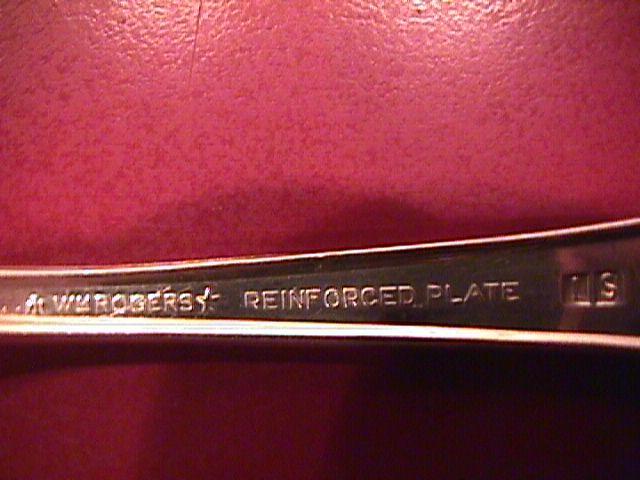 ☆ WM ROGERS ☆ REINFORCED PLATE IS